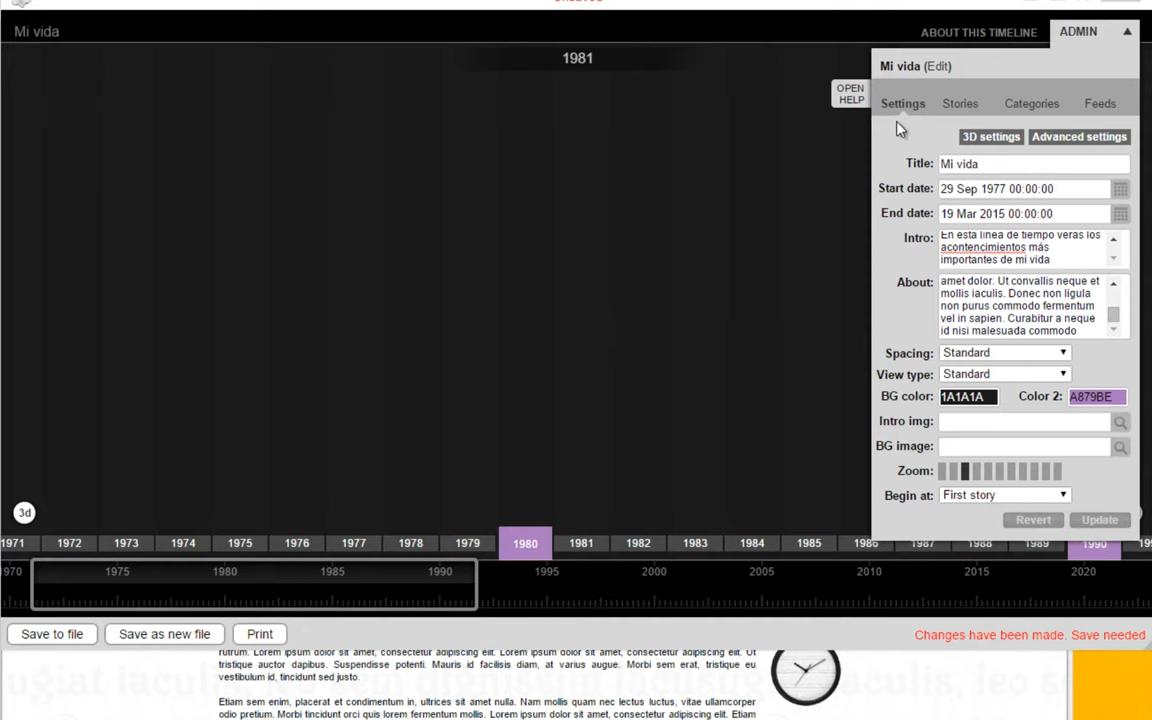 Mi vida
ABOUT THIS TIMELINE
ADMIN
1981
Mi vida (Edit)
OPEN
HELP
Settings
Stories
Categories
Feeds
3D settings
Advanced settings
Title:
Mi vida
Start date:
29 Sep 1977 00:00:00
End date:
19 Mar 2015 00:00:00
Intro:
En esta línea de tiempo verás los
acontencimientos más
importantes de mi vida
About:
amet dolor. Ut convallis neque et
mollis iaculis. Donec non ligula
non purus commodo fermentum
vel in sapien. Curabitur a neque
id nisi malesuada commodo
Spacing:
Standard
View type:
Standard
BG color:
1A1A1A
Color 2:
A879BE
Intro img:
BG image:
Zoom:
Begin at:
First story
Revert
Update
3d
1971 1972 1973 1974 1975 1976 1977 1978 1979 1980 1981 1982 1983 1984 1985 1986 1987 1988 1989 1990
1970 1975 1980 1985 1990 1995 2000 2005 2010 2015 2020
Save to file
Save as new file
Print
Changes have been made. Save needed
rutrum. Lorem ipsum dolor sit amet, consectetur adipiscing elit. Lorem ipsum dolor sit amet, consectetur adipiscing elit. Ut
tristique auctor dapibus. Suspendisse potenti. Mauris id facilisis diam, at varius augue. Morbi sem erat, tristique eu
vestibulum id, tincidunt sed justo.
Etiam sem enim, placerat et condimentum in, ultrices sit amet nulla. Nam mollis quam nec lectus luctus, vitae ullamcorper
odio pretium. Morbi tincidunt orci quis lorem fermentum mollis. Lorem ipsum dolor sit amet, consectetur adipiscing elit. Etiam